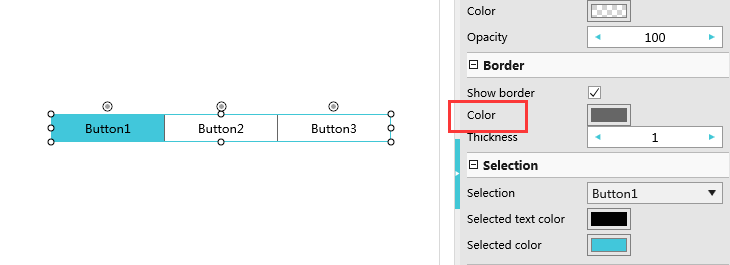 Color
Opacity 100
Border
Show border
Color
Thickness 1
Selection
Selection Button1
Selected text color
Selected color
Button1 Button2 Button3